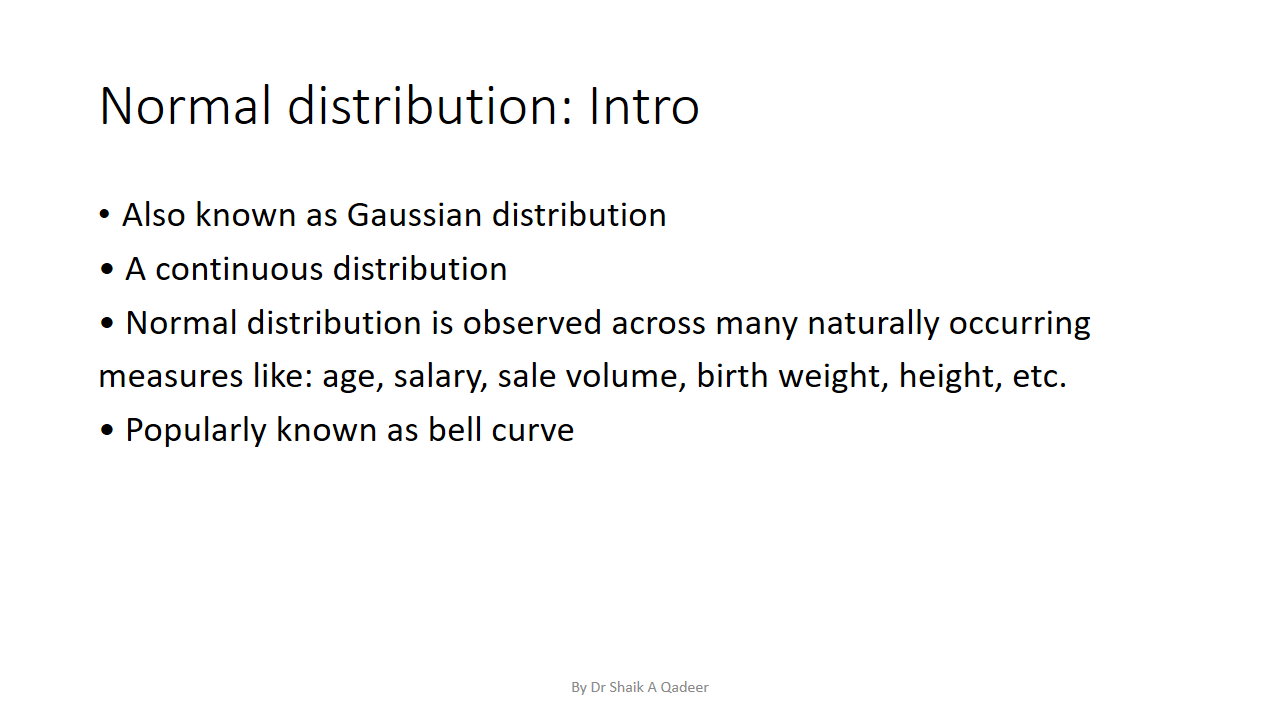 Normal distribution: Intro
• Also known as Gaussian distribution
• A continuous distribution
• Normal distribution is observed across many naturally occurring
measures like: age, salary, sale volume, birth weight, height, etc.
• Popularly known as bell curve
By Dr Shaik A Qadeer